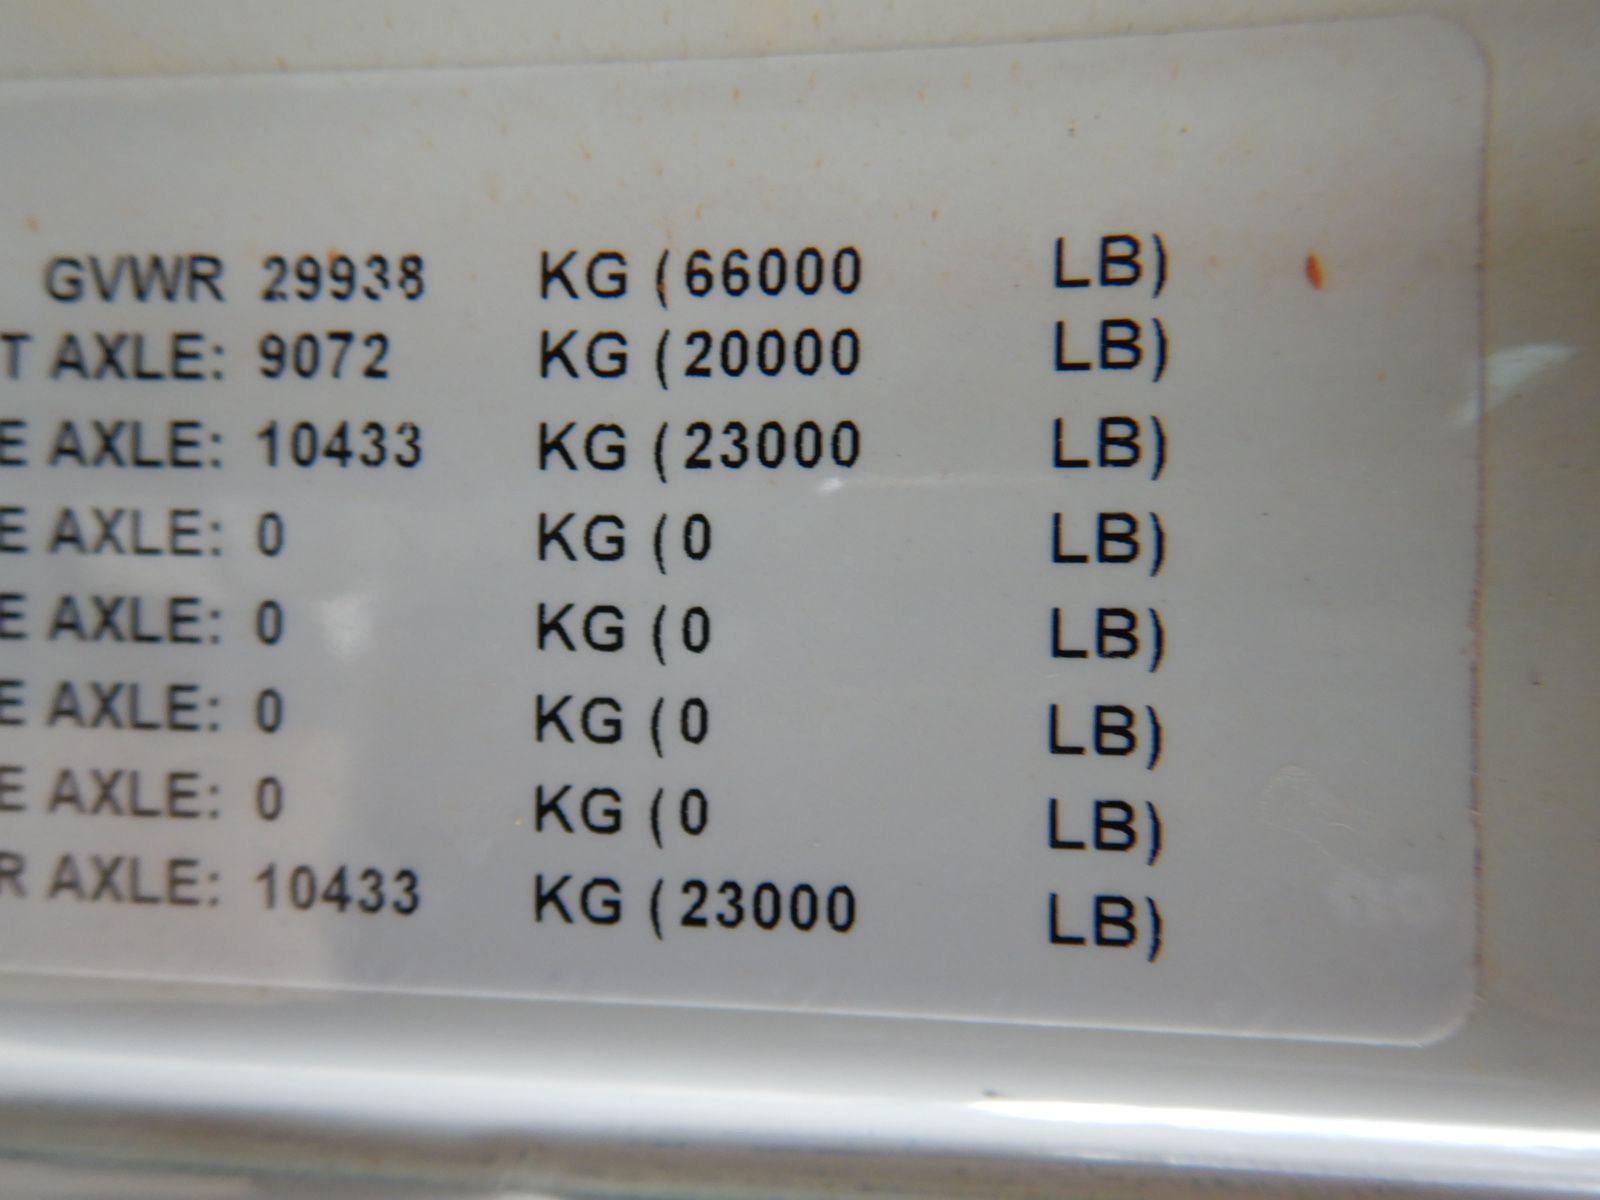 GVWR 29938 KG (66000 LB)
T AXLE: 9072 KG (20000 LB)
E AXLE: 10433 KG (23000 LB)
E AXLE: 0 KG (0 LB)
E AXLE: 0 KG (0 LB)
E AXLE: 0 KG (0 LB)
E AXLE: 0 KG (0 LB)
R AXLE: 10433 KG (23000 LB)